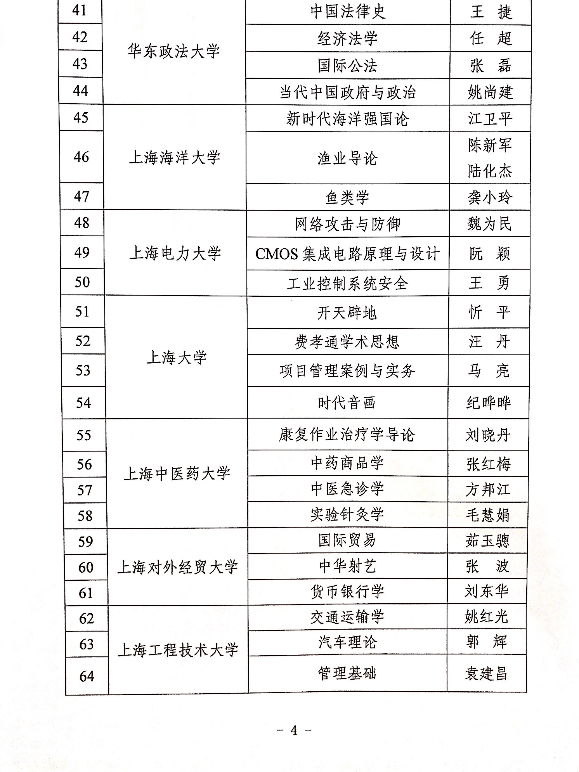 41 中国法律史 王 捷
42 经济法学 任 超
华东政法大学
43 国际公法 张 磊
44 当代中国政府与政治 姚尚建
45 新时代海洋强国论 江卫平
陈新军
46 上海海洋大学 渔业导论
陆化杰
47 鱼类学 龚小玲
48 网络攻击与防御 魏为民
49 上海电力大学 CMOS 集成电路原理与设计 阮 颖
50 工业控制系统安全 王 勇
51 开天辟地 忻 平
52 费孝通学术思想 汪 丹
上海大学
53 项目管理案例与实务 马 亮
54 时代音画 纪晔晔
55 康复作业治疗学导论 刘晓丹
56 中药商品学 张红梅
上海中医药大学
57 中医急诊学 方邦江
58 实验针灸学 毛慧娟
59 国际贸易 茹玉骢
60 上海对外经贸大学 中华射艺 张 波
61 货币银行学 刘东华
62 交通运输学 姚红光
63 上海工程技术大学 汽车理论 郭 辉
64 管理基础 袁建昌
- 4 -